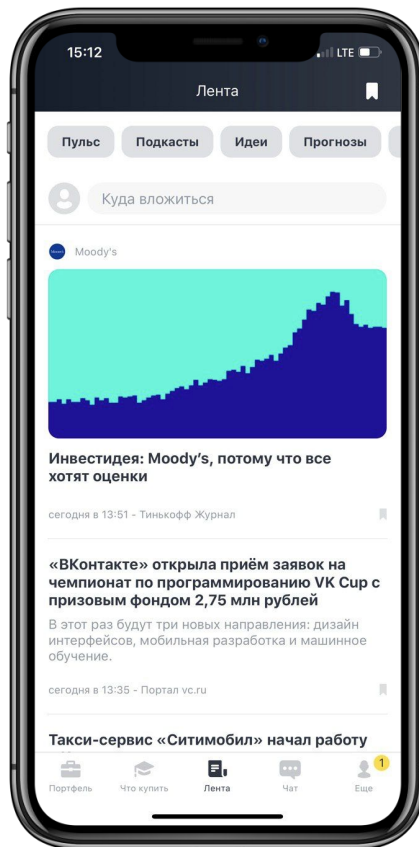 15:12
LTE
Лента
Пульс
Подкасты
Идеи
Прогнозы
Куда вложиться
Moody's
Инвестидея: Moody's, потому что все
хотят оценки
сегодня в 13:51 - Тинькофф Журнал
«ВКонтакте» открыла приём заявок на
чемпионат по программированию VK Cup с
призовым фондом 2,75 млн рублей
В этот раз будут три новых направления: дизайн
интерфейсов, мобильная разработка и машинное
обучение.
сегодня в 13:35 - Портал vc.ru
Такси-сервис «Ситимобил» начал работу
Портфель
Что купить
Лента
Чат
1
Еще